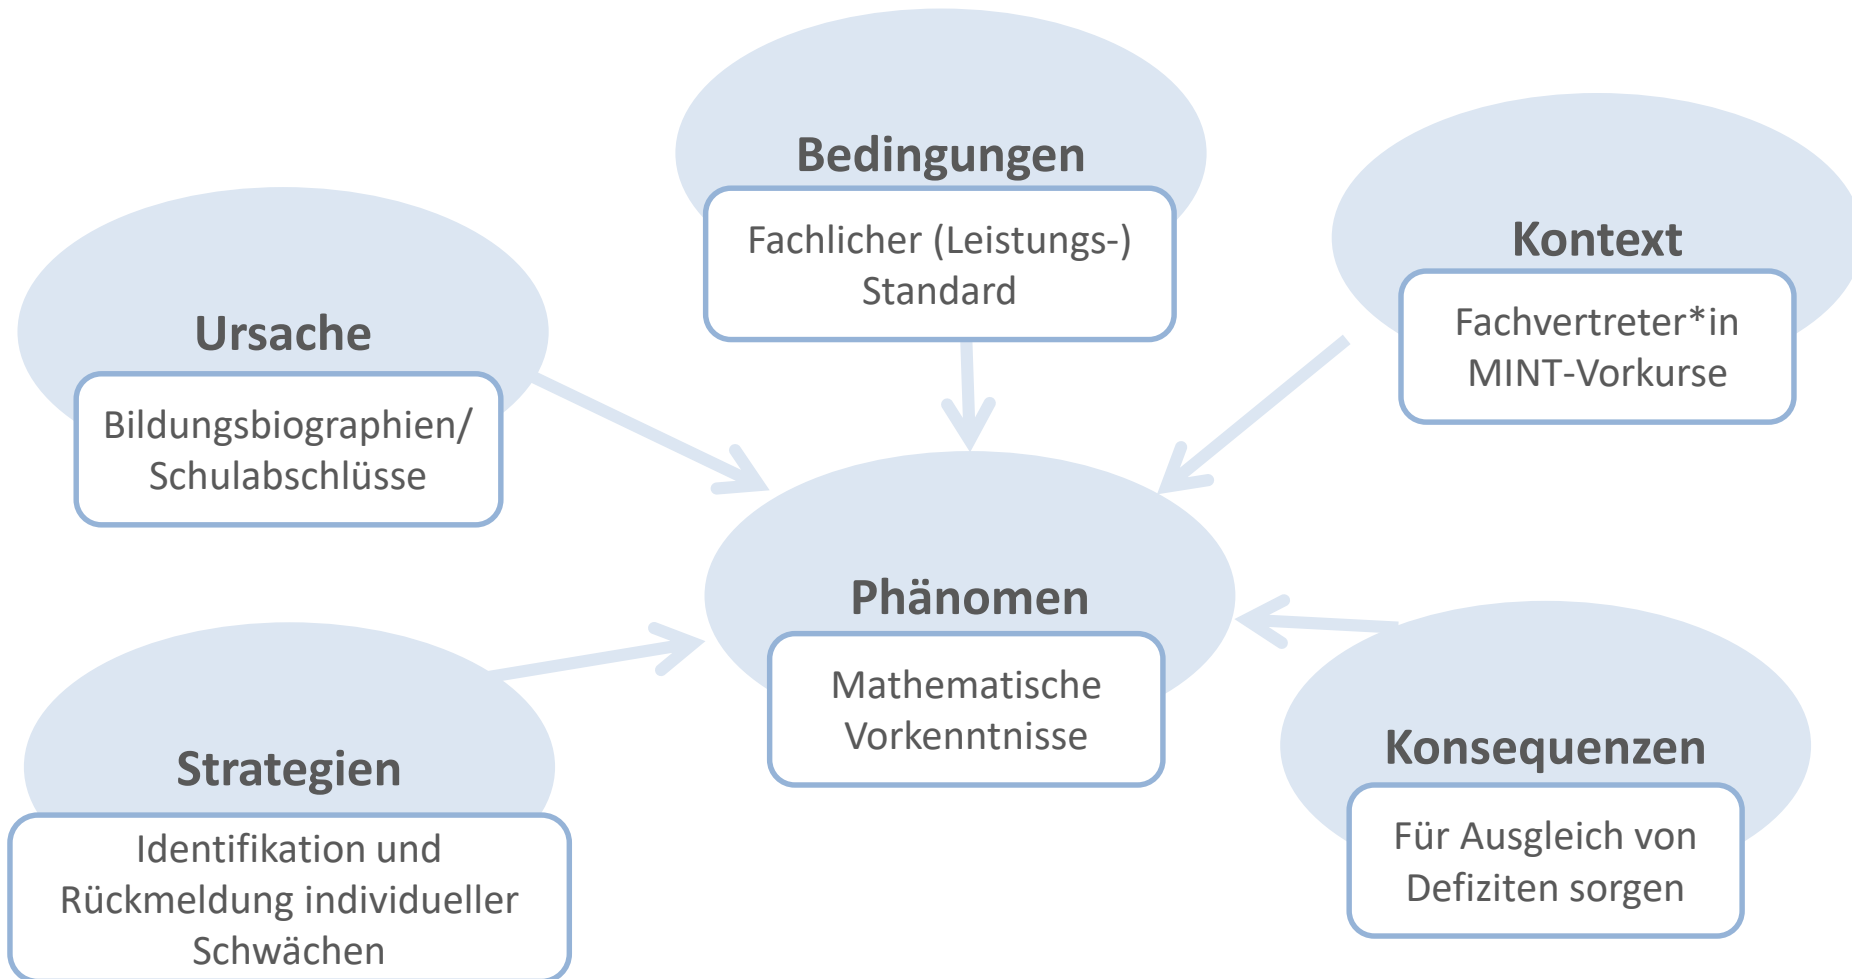 Bedingungen
Fachlicher (Leistungs-)
Standard
Kontext
Fachvertreter*in
MINT-Vorkurse
Ursache
Bildungsbiographien/
Schulabschlüsse
Phänomen
Mathematische
Vorkenntnisse
Strategien
Identifikation und
Rückmeldung individueller
Schwächen
Konsequenzen
Für Ausgleich von
Defiziten sorgen